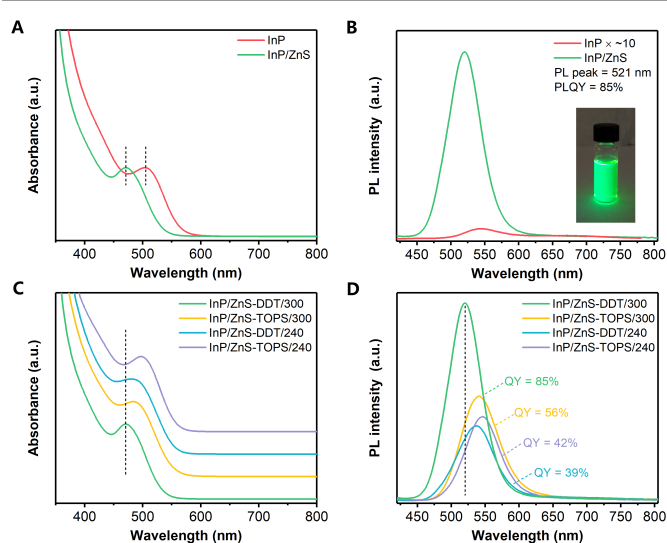 A
InP
InP/ZnS
Absorbance (a.u.)
400 500 600 700 800
Wavelength (nm)
B
InP × ~10
InP/ZnS
PL peak = 521 nm
PLQY = 85%
PL intensity (a.u.)
450 500 550 600 650 700 750 800
Wavelength (nm)
C
InP/ZnS-DDT/300
InP/ZnS-TOPS/300
InP/ZnS-DDT/240
InP/ZnS-TOPS/240
Absorbance (a.u.)
400 500 600 700 800
Wavelength (nm)
D
InP/ZnS-DDT/300
InP/ZnS-TOPS/300
InP/ZnS-DDT/240
InP/ZnS-TOPS/240
QY = 85%
QY = 56%
QY = 42%
QY = 39%
PL intensity (a.u.)
450 500 550 600 650 700 750 800
Wavelength (nm)